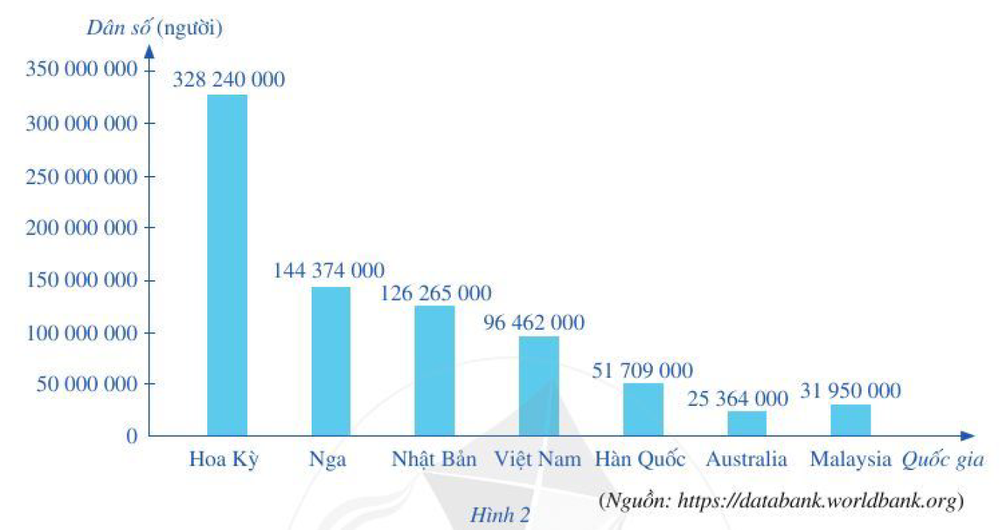 Dân số (người)
350 000 000
300 000 000
250 000 000
200 000 000
150 000 000
100 000 000
50 000 000
0
328 240 000
144 374 000
126 265 000
96 462 000
51 709 000
25 364 000
31 950 000
Hoa Kỳ Nga Nhật Bản Việt Nam Hàn Quốc Australia Malaysia Quốc gia
(Nguồn: https://databank.worldbank.org)
Hình 2